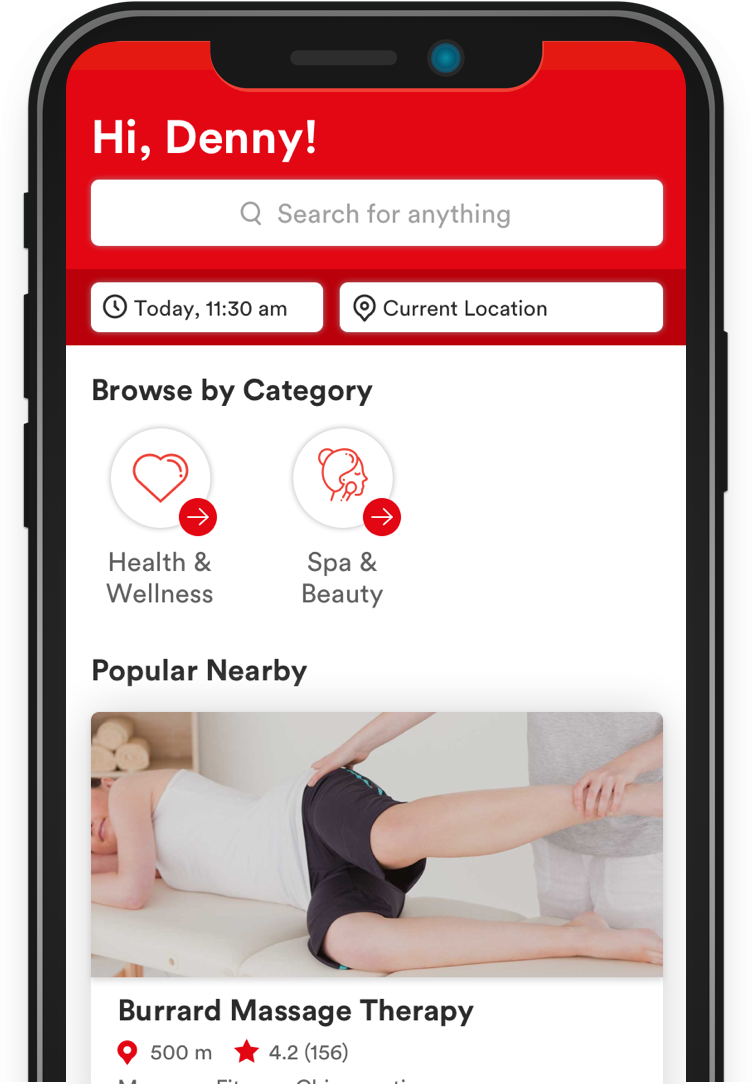 Hi, Denny!
Search for anything
Today, 11:30 am
Current Location
Browse by Category
Health &
Wellness
Spa &
Beauty
Popular Nearby
Burrard Massage Therapy
500 m
4.2 (156)